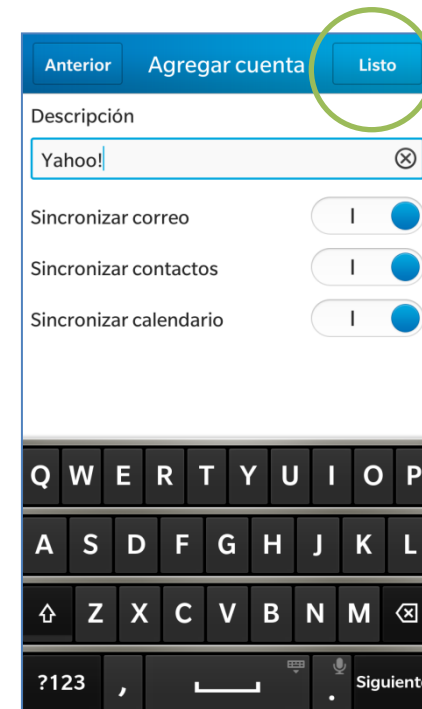 Anterior Agregar cuenta Listo
Descripción
Yahoo!
Sincronizar correo
Sincronizar contactos
Sincronizar calendario
Q W E R T Y U I O P
A S D F G H J K L
Z X C V B N M
?123 , . Siguiente